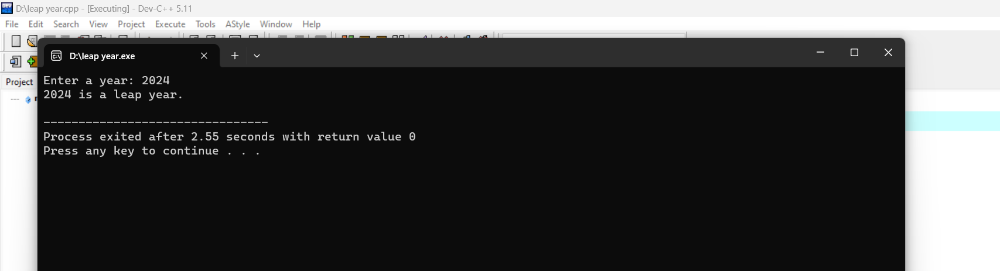 D:\leap year.cpp - [Executing] - Dev-C++ 5.11
File Edit Search View Project Execute Tools AStyle Window Help
D:\leap year.exe
Project
Enter a year: 2024
2024 is a leap year.
--------------------------------
Process exited after 2.55 seconds with return value 0
Press any key to continue . . .